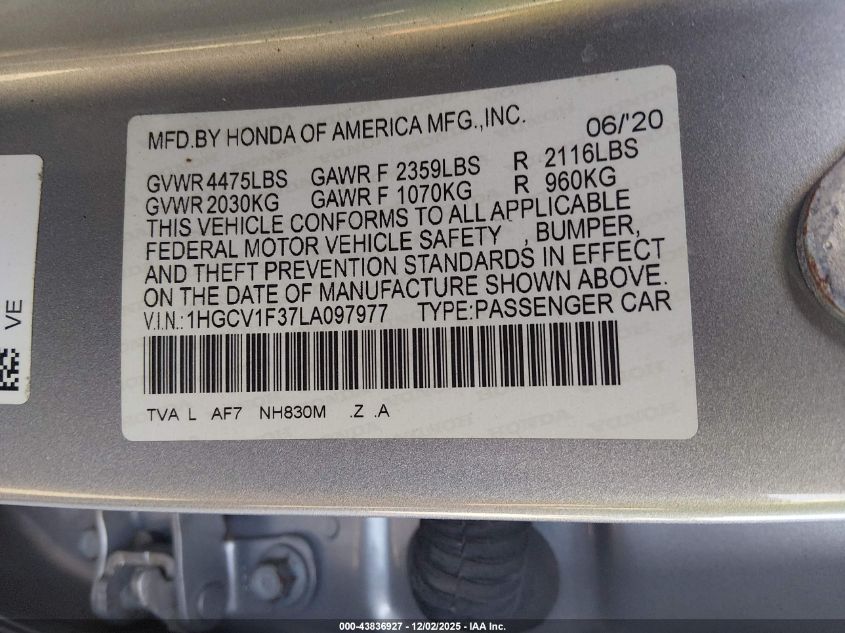 MFD.BY HONDA OF AMERICA MFG.,INC. 06/'20
GVWR 4475LBS GAWR F 2359LBS R 2116LBS
GVWR 2030KG GAWR F 1070KG R 960KG
THIS VEHICLE CONFORMS TO ALL APPLICABLE
FEDERAL MOTOR VEHICLE SAFETY , BUMPER,
AND THEFT PREVENTION STANDARDS IN EFFECT
ON THE DATE OF MANUFACTURE SHOWN ABOVE.
V.I.N.:1HGCV1F37LA097977 TYPE:PASSENGER CAR
TVA L AF7 NH830M .Z .A
VE
000-43836927 - 12/02/2025 - IAA Inc.